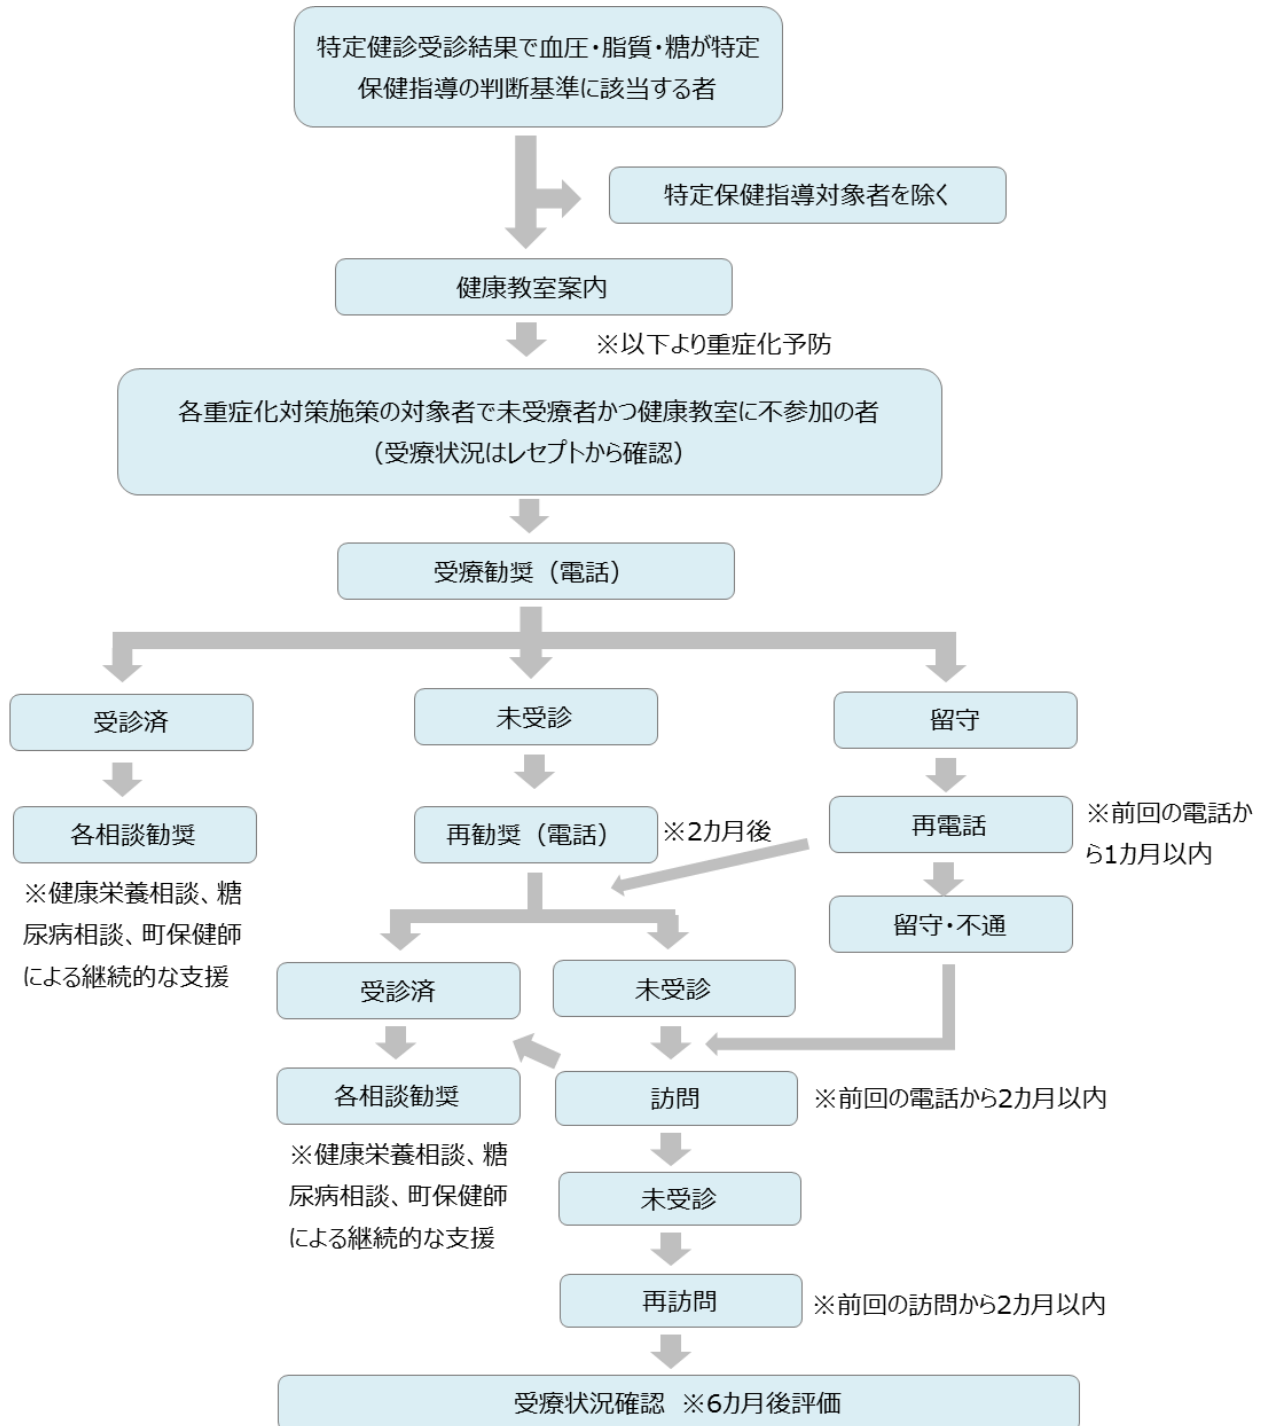 特定健診受診結果で血圧・脂質・糖が特定
保健指導の判断基準に該当する者
特定保健指導対象者を除く
健康教室案内
※以下より重症化予防
各重症化対策施策の対象者で未受療者かつ健康教室に不参加の者
（受療状況はレセプトから確認）
受療勧奨（電話）
受診済
未受診
留守
各相談勧奨
※健康栄養相談、糖
尿病相談、町保健師
による継続的な支援
再勧奨（電話）
※2カ月後
再電話
※前回の電話か
ら1カ月以内
留守・不通
受診済
未受診
各相談勧奨
※健康栄養相談、糖
尿病相談、町保健師
による継続的な支援
訪問
※前回の電話から2カ月以内
未受診
再訪問
※前回の訪問から2カ月以内
受療状況確認 ※6カ月後評価